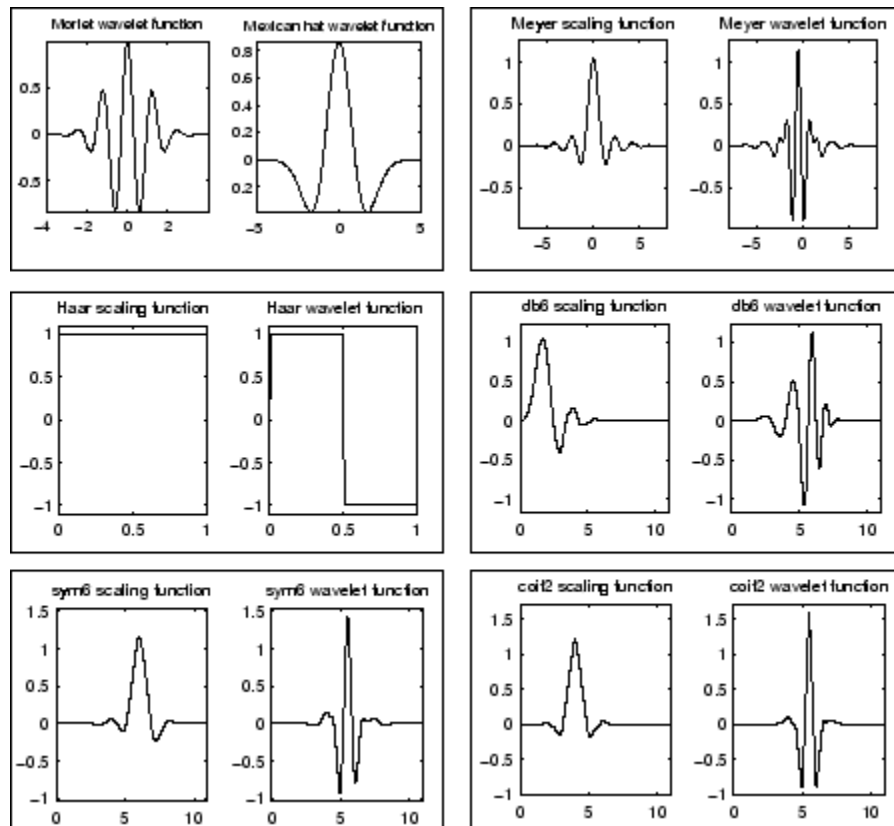 Morlet wavelet function
Mexican hat wavelet function
0.5
0
-0.5
-4 -2 0 2
0.8
0.6
0.4
0.2
0
0.2
-5 0 5
Meyer scaling function
Meyer wavelet function
1
0.5
0
-0.5
-5 0 5
1
0.5
0
-0.5
-5 0 5
Haar scaling function
Haar wavelet function
1
0.5
0
-0.5
-1
0 0.5 1
1
0.5
0
-0.5
-1
0 0.5 1
db6 scaling function
db6 wavelet function
1
0.5
0
-0.5
-1
0 5 10
1
0.5
0
-0.5
-1
0 5 10
sym6 scaling function
sym6 wavelet function
1.5
1
0.5
0
-0.5
-1
0 5 10
1.5
1
0.5
0
-0.5
-1
0 5 10
coif2 scaling function
coif2 wavelet function
1.5
1
0.5
0
-0.5
-1
0 5 10
1.5
1
0.5
0
-0.5
-1
0 5 10